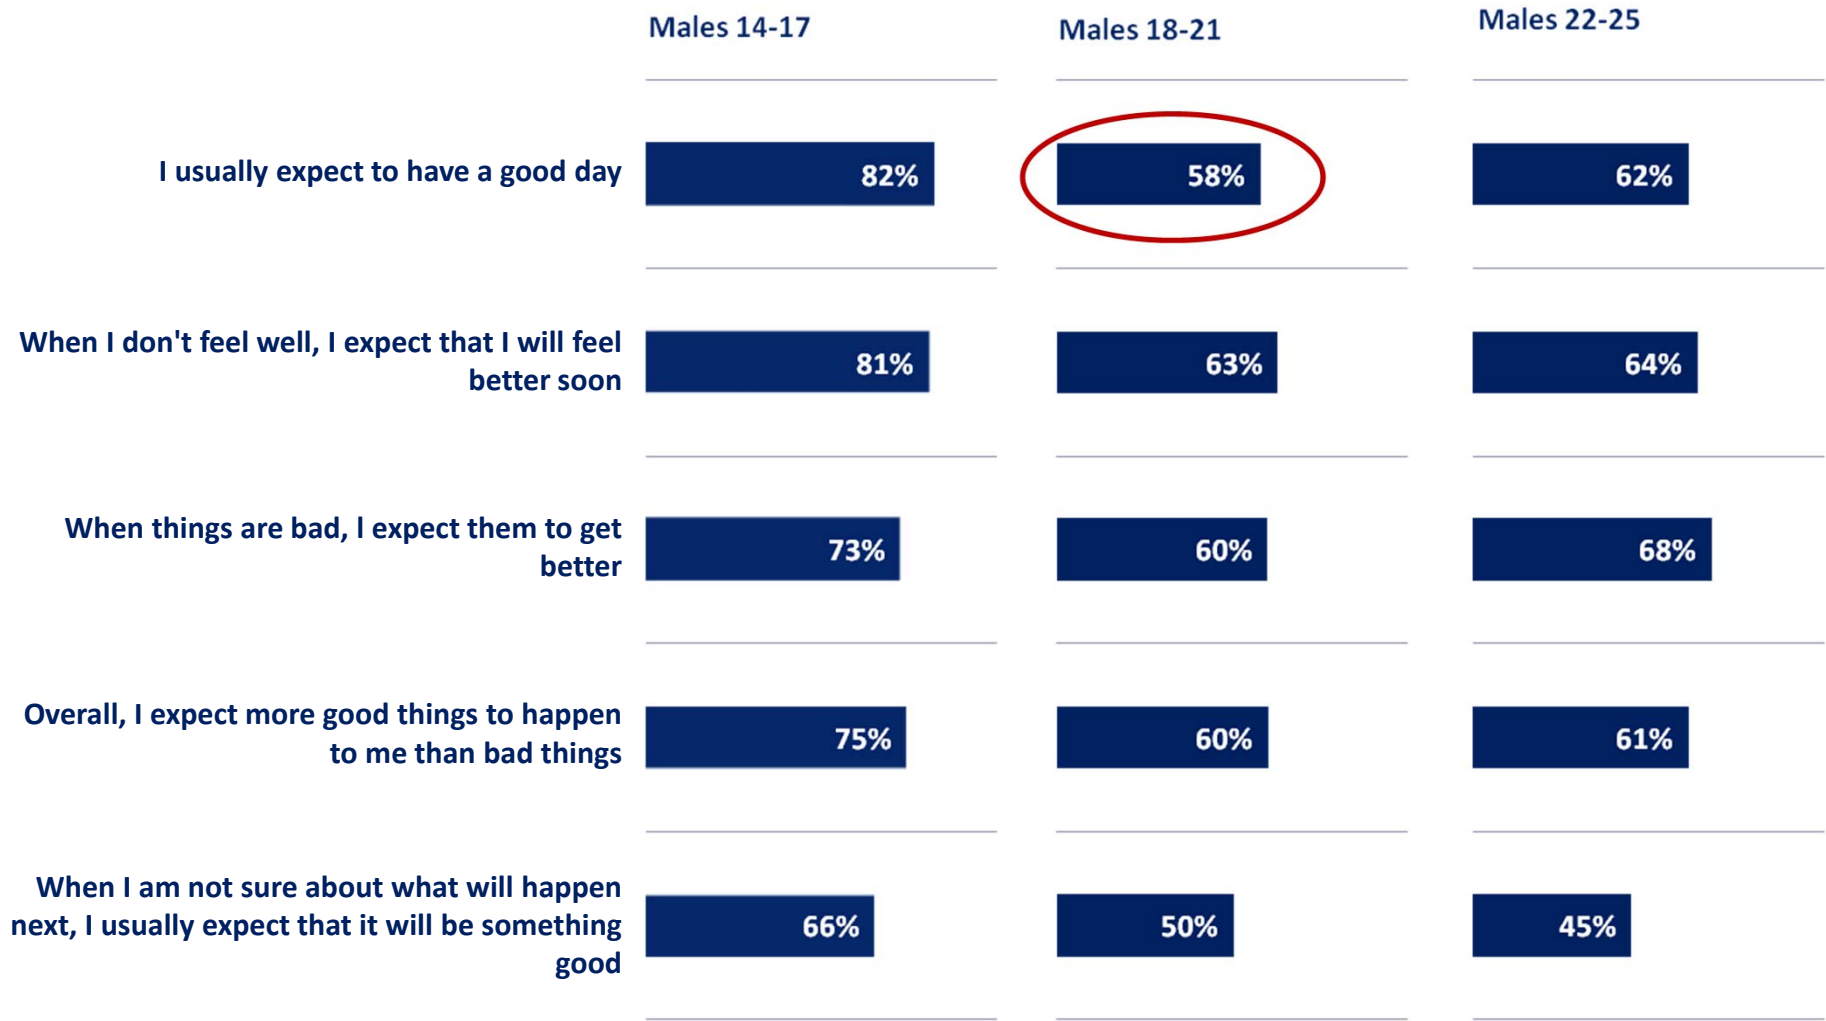 Males 14-17
Males 18-21
Males 22-25
I usually expect to have a good day
82%
58%
62%
When I don't feel well, I expect that I will feel
better soon
81%
63%
64%
When things are bad, l expect them to get
better
73%
60%
68%
Overall, I expect more good things to happen
to me than bad things
75%
60%
61%
When I am not sure about what will happen
next, I usually expect that it will be something
good
66%
50%
45%